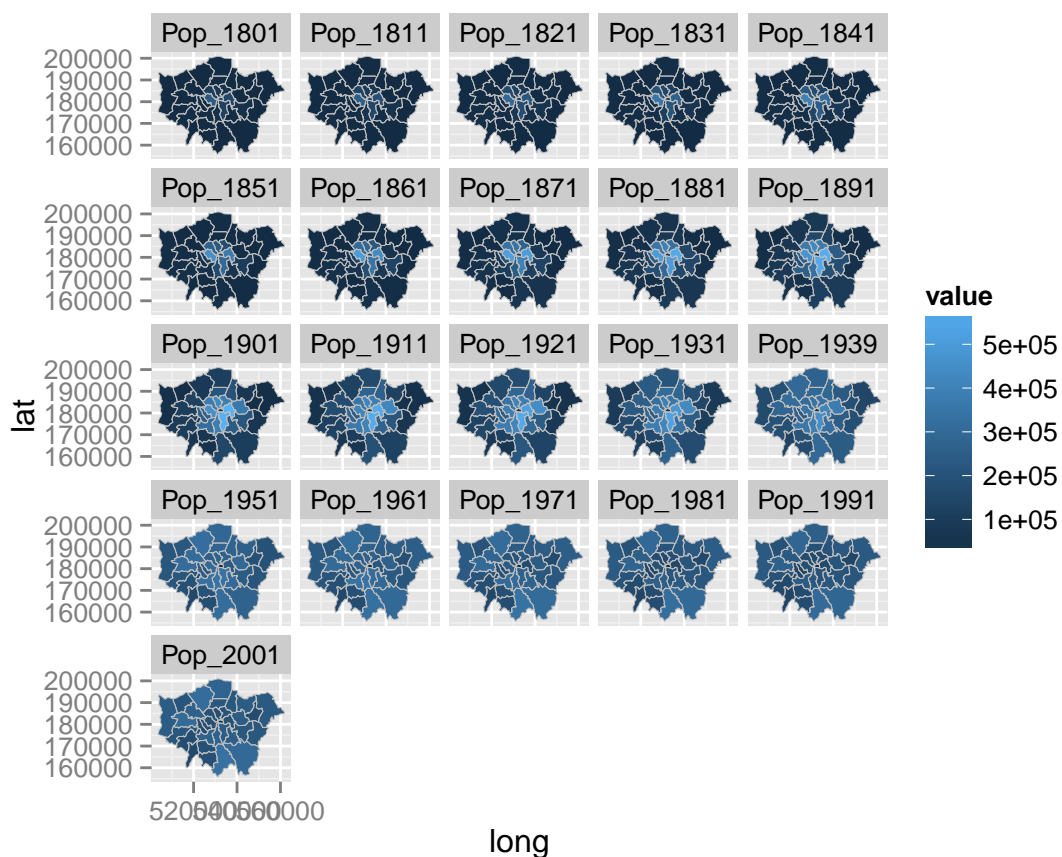 Pop_1801 Pop_1811 Pop_1821 Pop_1831 Pop_1841
200000
190000
180000
170000
160000
Pop_1851 Pop_1861 Pop_1871 Pop_1881 Pop_1891
200000
190000
180000
170000
160000
value
5e+05
4e+05
3e+05
2e+05
1e+05
Pop_1901 Pop_1911 Pop_1921 Pop_1931 Pop_1939
200000
190000
180000
170000
160000
lat
Pop_1951 Pop_1961 Pop_1971 Pop_1981 Pop_1991
200000
190000
180000
170000
160000
Pop_2001
200000
190000
180000
170000
160000
520000 540000 560000
long